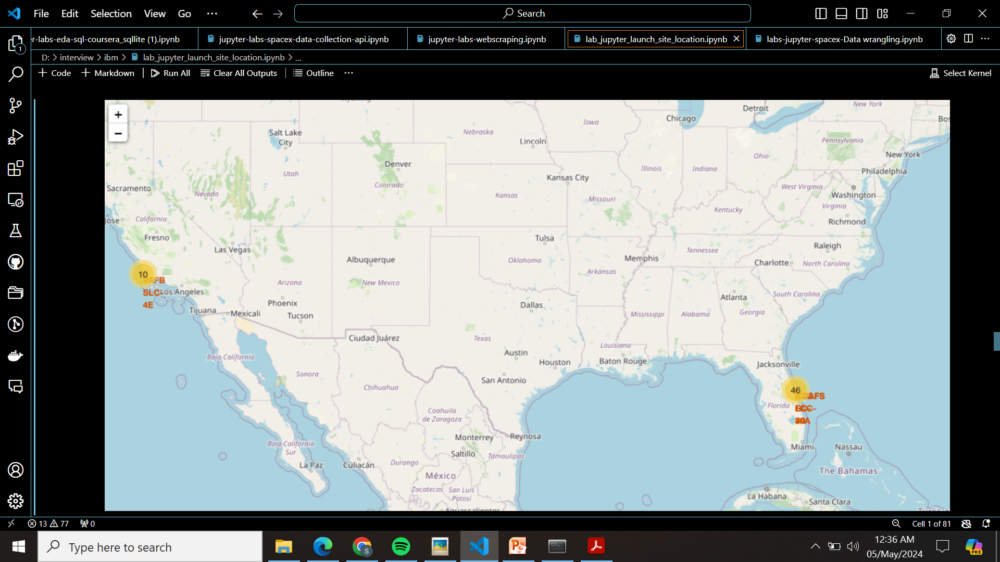 File Edit Selection View Go ···
Search
er-labs-eda-sql-coursera_sqllite (1).ipynb
jupyter-labs-spacex-data-collection-api.ipynb
jupyter-labs-webscraping.ipynb
lab_jupyter_launch_site_location.ipynb
labs-jupyter-spacex-Data wrangling.ipynb
D: > interview > ibm > lab_jupyter_launch_site_location.ipynb > ...
+ Code + Markdown Run All Clear All Outputs Outline ···
Select Kernel
1
+
−
New York
Detroit
Chicago
Iowa
Nebraska
Salt Lake
City
Lincoln
Pennsylvania
New York
Ohio
Denver
Utah
Illinois
Indiana
Philadelphia
Kansas City
Sacramento
Colorado
West Virginia
Nevada
Kansas
Missouri
Washington
Kentucky
Virginia
California
Jose
Richmond
Fresno
Tulsa
Las Vegas
Raleigh
Albuquerque
Oklahoma
Memphis
Tennessee
Charlotte
North Carolina
10
VAFB
SLC-
4E
Los Angeles
Arizona
New Mexico
Arkansas
Phoenix
Atlanta
South Carolina
Dallas
Tijuana
Mexicali
Tucson
Mississippi
Alabama
Georgia
Ciudad Juárez
Texas
Louisiana
Baja California
Austin
Houston
Baton Rouge
Jacksonville
Sonora
San Antonio
Chihuahua
46
Florida
Coahuila
de Zaragoza
Monterrey
Reynosa
Baja California
Sur
Miami
Nassau
Saltillo
Tamaulipas
La Paz
Culiacán
Durango
The Bahamas
México
Zacatecas
San Luis
Potosí
La Habana
Santa Clara
Aguascalientes
13 77 0
Cell 1 of 81
Type here to search
S
PRE
12:36 AM
05/May/2024